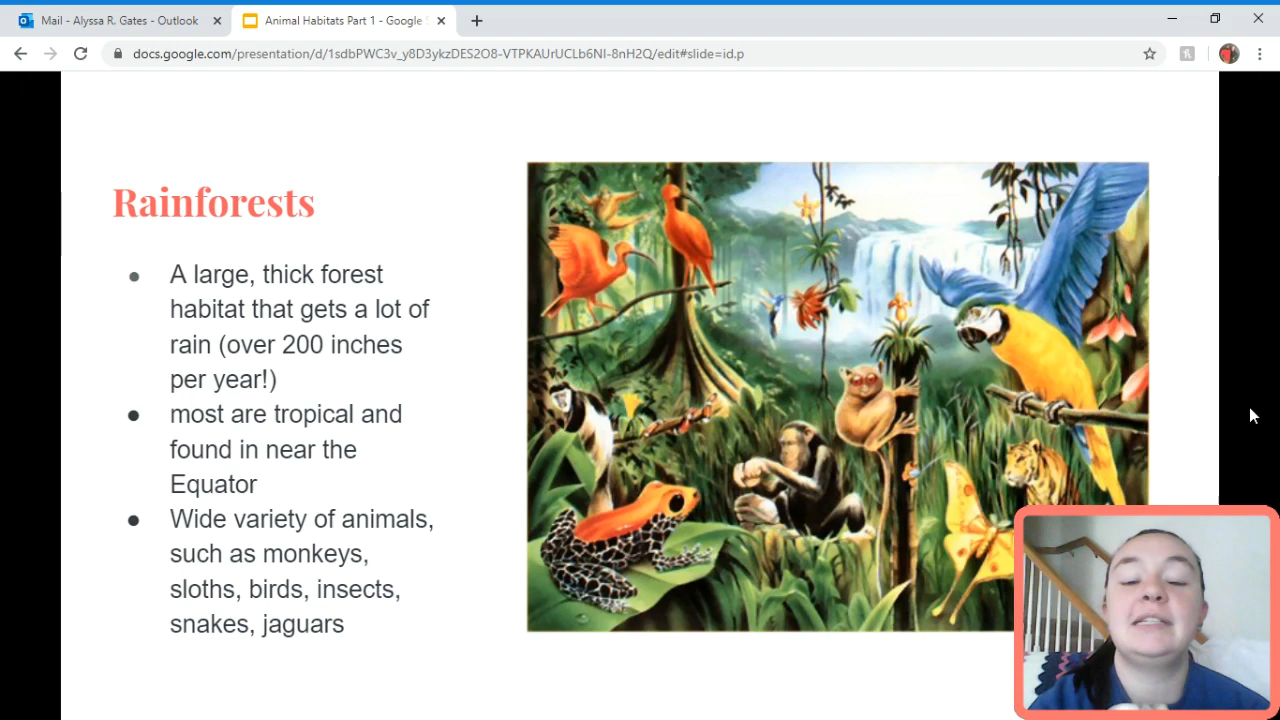 Mail - Alyssa R. Gates - Outlook
Animal Habitats Part 1 - Google
docs.google.com/presentation/d/1sdbPWC3v_y8D3ykzDES2O8-VTPKAUrUCLb6NI-8nH2Q/edit#slide=id.p
Rainforests
● A large, thick forest
habitat that gets a lot of
rain (over 200 inches
per year!)
● most are tropical and
found in near the
Equator
● Wide variety of animals,
such as monkeys,
sloths, birds, insects,
snakes, jaguars